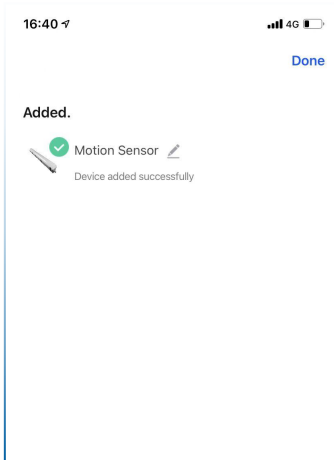 16:40
4G
Done
Added.
Motion Sensor
Device added successfully